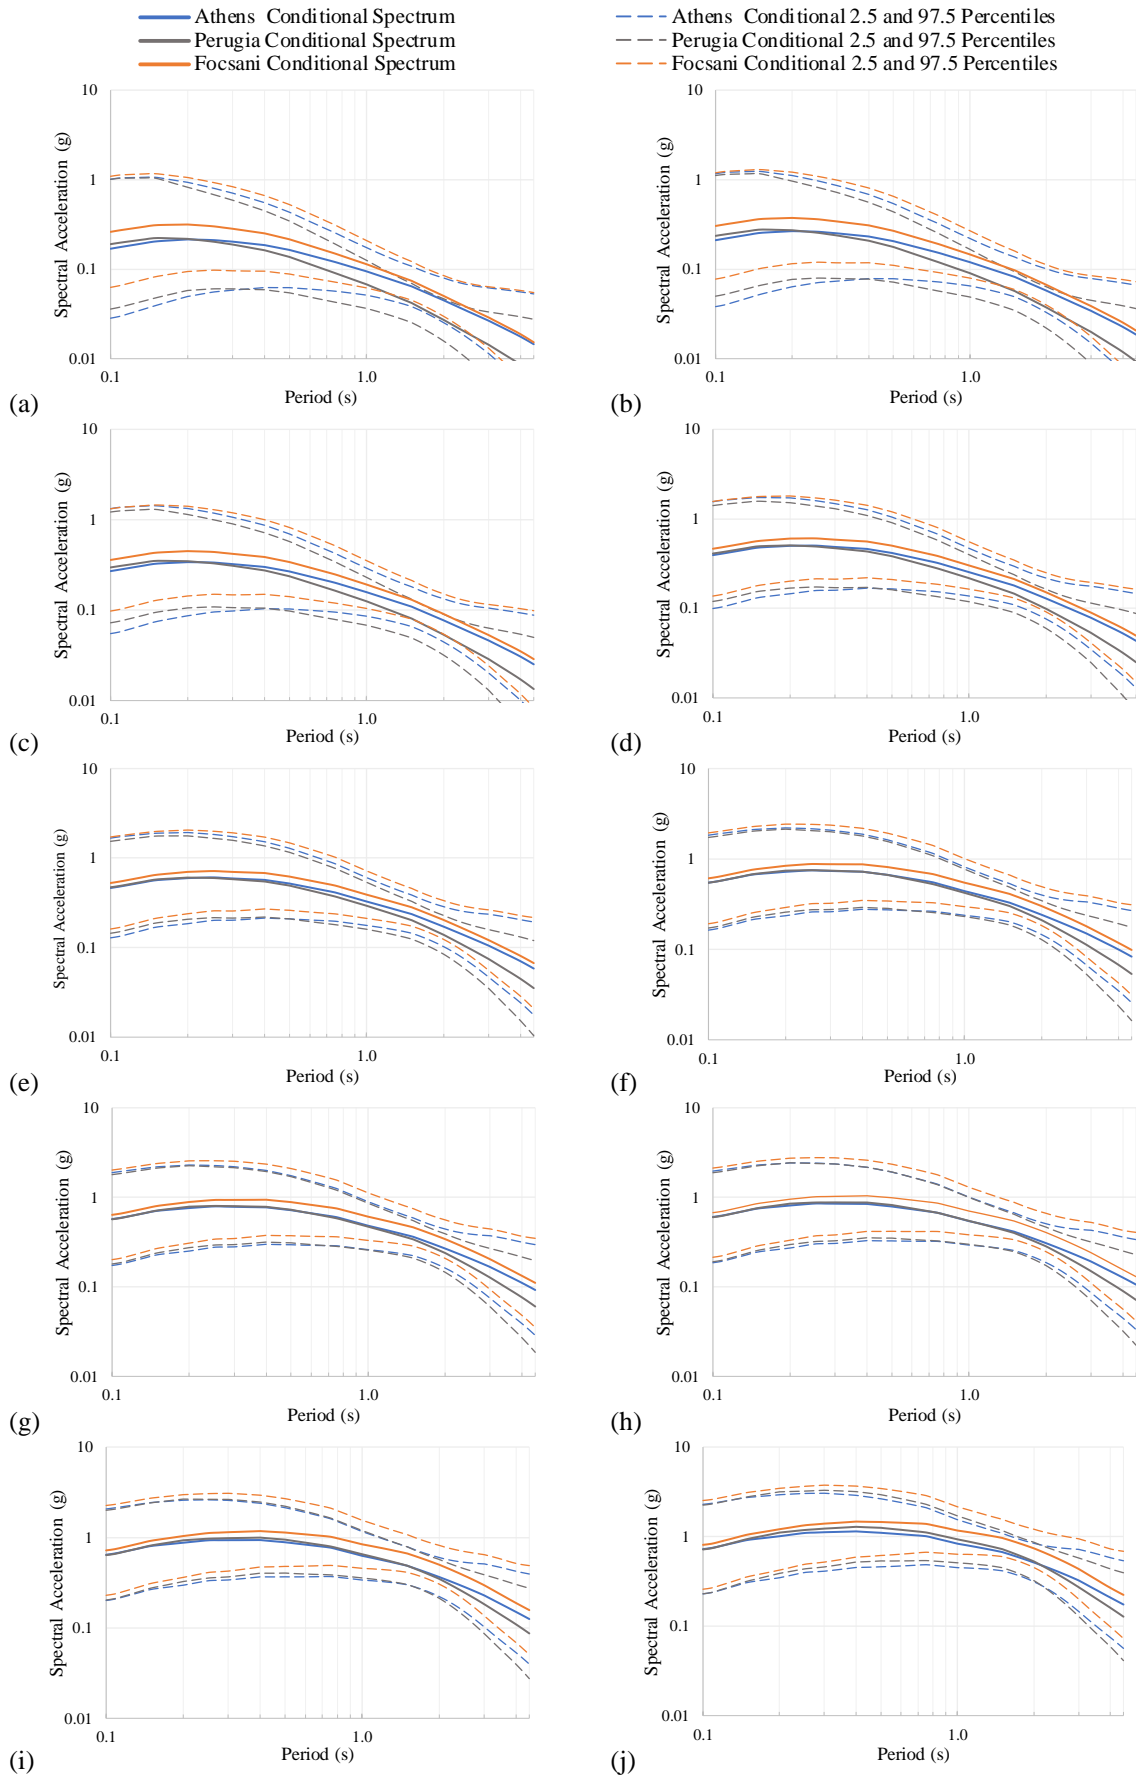 Athens Conditional Spectrum
Perugia Conditional Spectrum
Focsani Conditional Spectrum
Athens Conditional 2.5 and 97.5 Percentiles
Perugia Conditional 2.5 and 97.5 Percentiles
Focsani Conditional 2.5 and 97.5 Percentiles
10
1
0.1
0.01
Spectral Acceleration (g)
0.1 1.0
Period (s)
(a)
10
1
0.1
0.01
Spectral Acceleration (g)
0.1 1.0
Period (s)
(b)
10
1
0.1
0.01
Spectral Acceleration (g)
0.1 1.0
Period (s)
(c)
10
1
0.1
0.01
Spectral Acceleration (g)
0.1 1.0
Period (s)
(d)
10
1
0.1
0.01
Spectral Acceleration (g)
0.1 1.0
Period (s)
(e)
10
1
0.1
0.01
Spectral Acceleration (g)
0.1 1.0
Period (s)
(f)
10
1
0.1
0.01
Spectral Acceleration (g)
0.1 1.0
Period (s)
(g)
10
1
0.1
0.01
Spectral Acceleration (g)
0.1 1.0
Period (s)
(h)
10
1
0.1
0.01
Spectral Acceleration (g)
0.1 1.0
Period (s)
(i)
10
1
0.1
0.01
Spectral Acceleration (g)
0.1 1.0
Period (s)
(j)